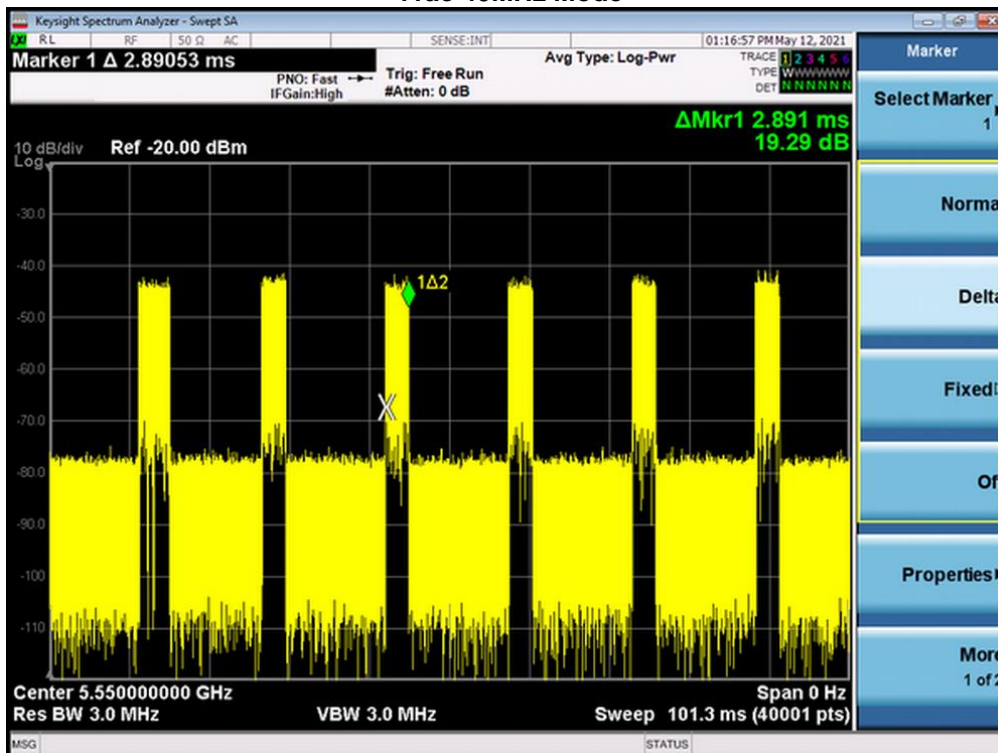 Keysight Spectrum Analyzer - Swept SA
RL RF 50 Ω AC SENSE:INT 01:16:57 PM May 12, 2021
Marker 1 Δ 2.89053 ms
PNO: Fast
IFGain:High
Trig: Free Run
#Atten: 0 dB
Avg Type: Log-Pwr
TRACE 1 2 3 4 5 6
TYPE WWWWWW
DET N N N N N N
ΔMkr1 2.891 ms
19.29 dB
10 dB/div Ref -20.00 dBm
Log
-30.0
-40.0
1Δ2
-50.0
-60.0
-70.0
X
-80.0
-90.0
-100
-110
Center 5.550000000 GHz Span 0 Hz
Res BW 3.0 MHz VBW 3.0 MHz Sweep 101.3 ms (40001 pts)
MSG STATUS
Marker
Select Marker
1
Norma
Delta
Fixed
Of
Properties
More
1 of 2